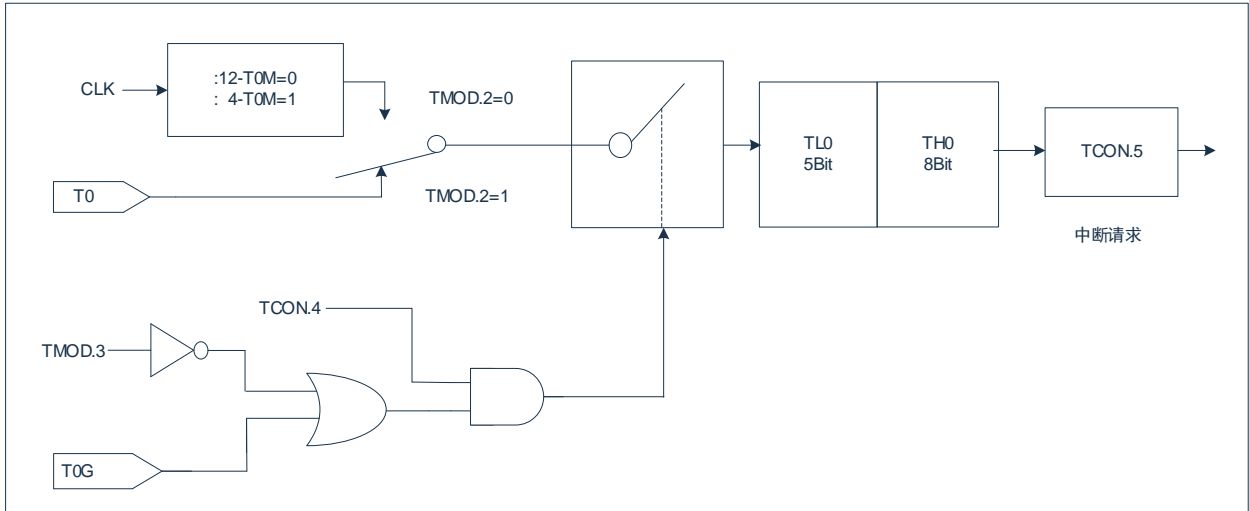 CLK
:12-T0M=0
: 4-T0M=1
TMOD.2=0
T0
TMOD.2=1
TL0
5Bit
TH0
8Bit
TCON.5
中断请求
TCON.4
TMOD.3
T0G